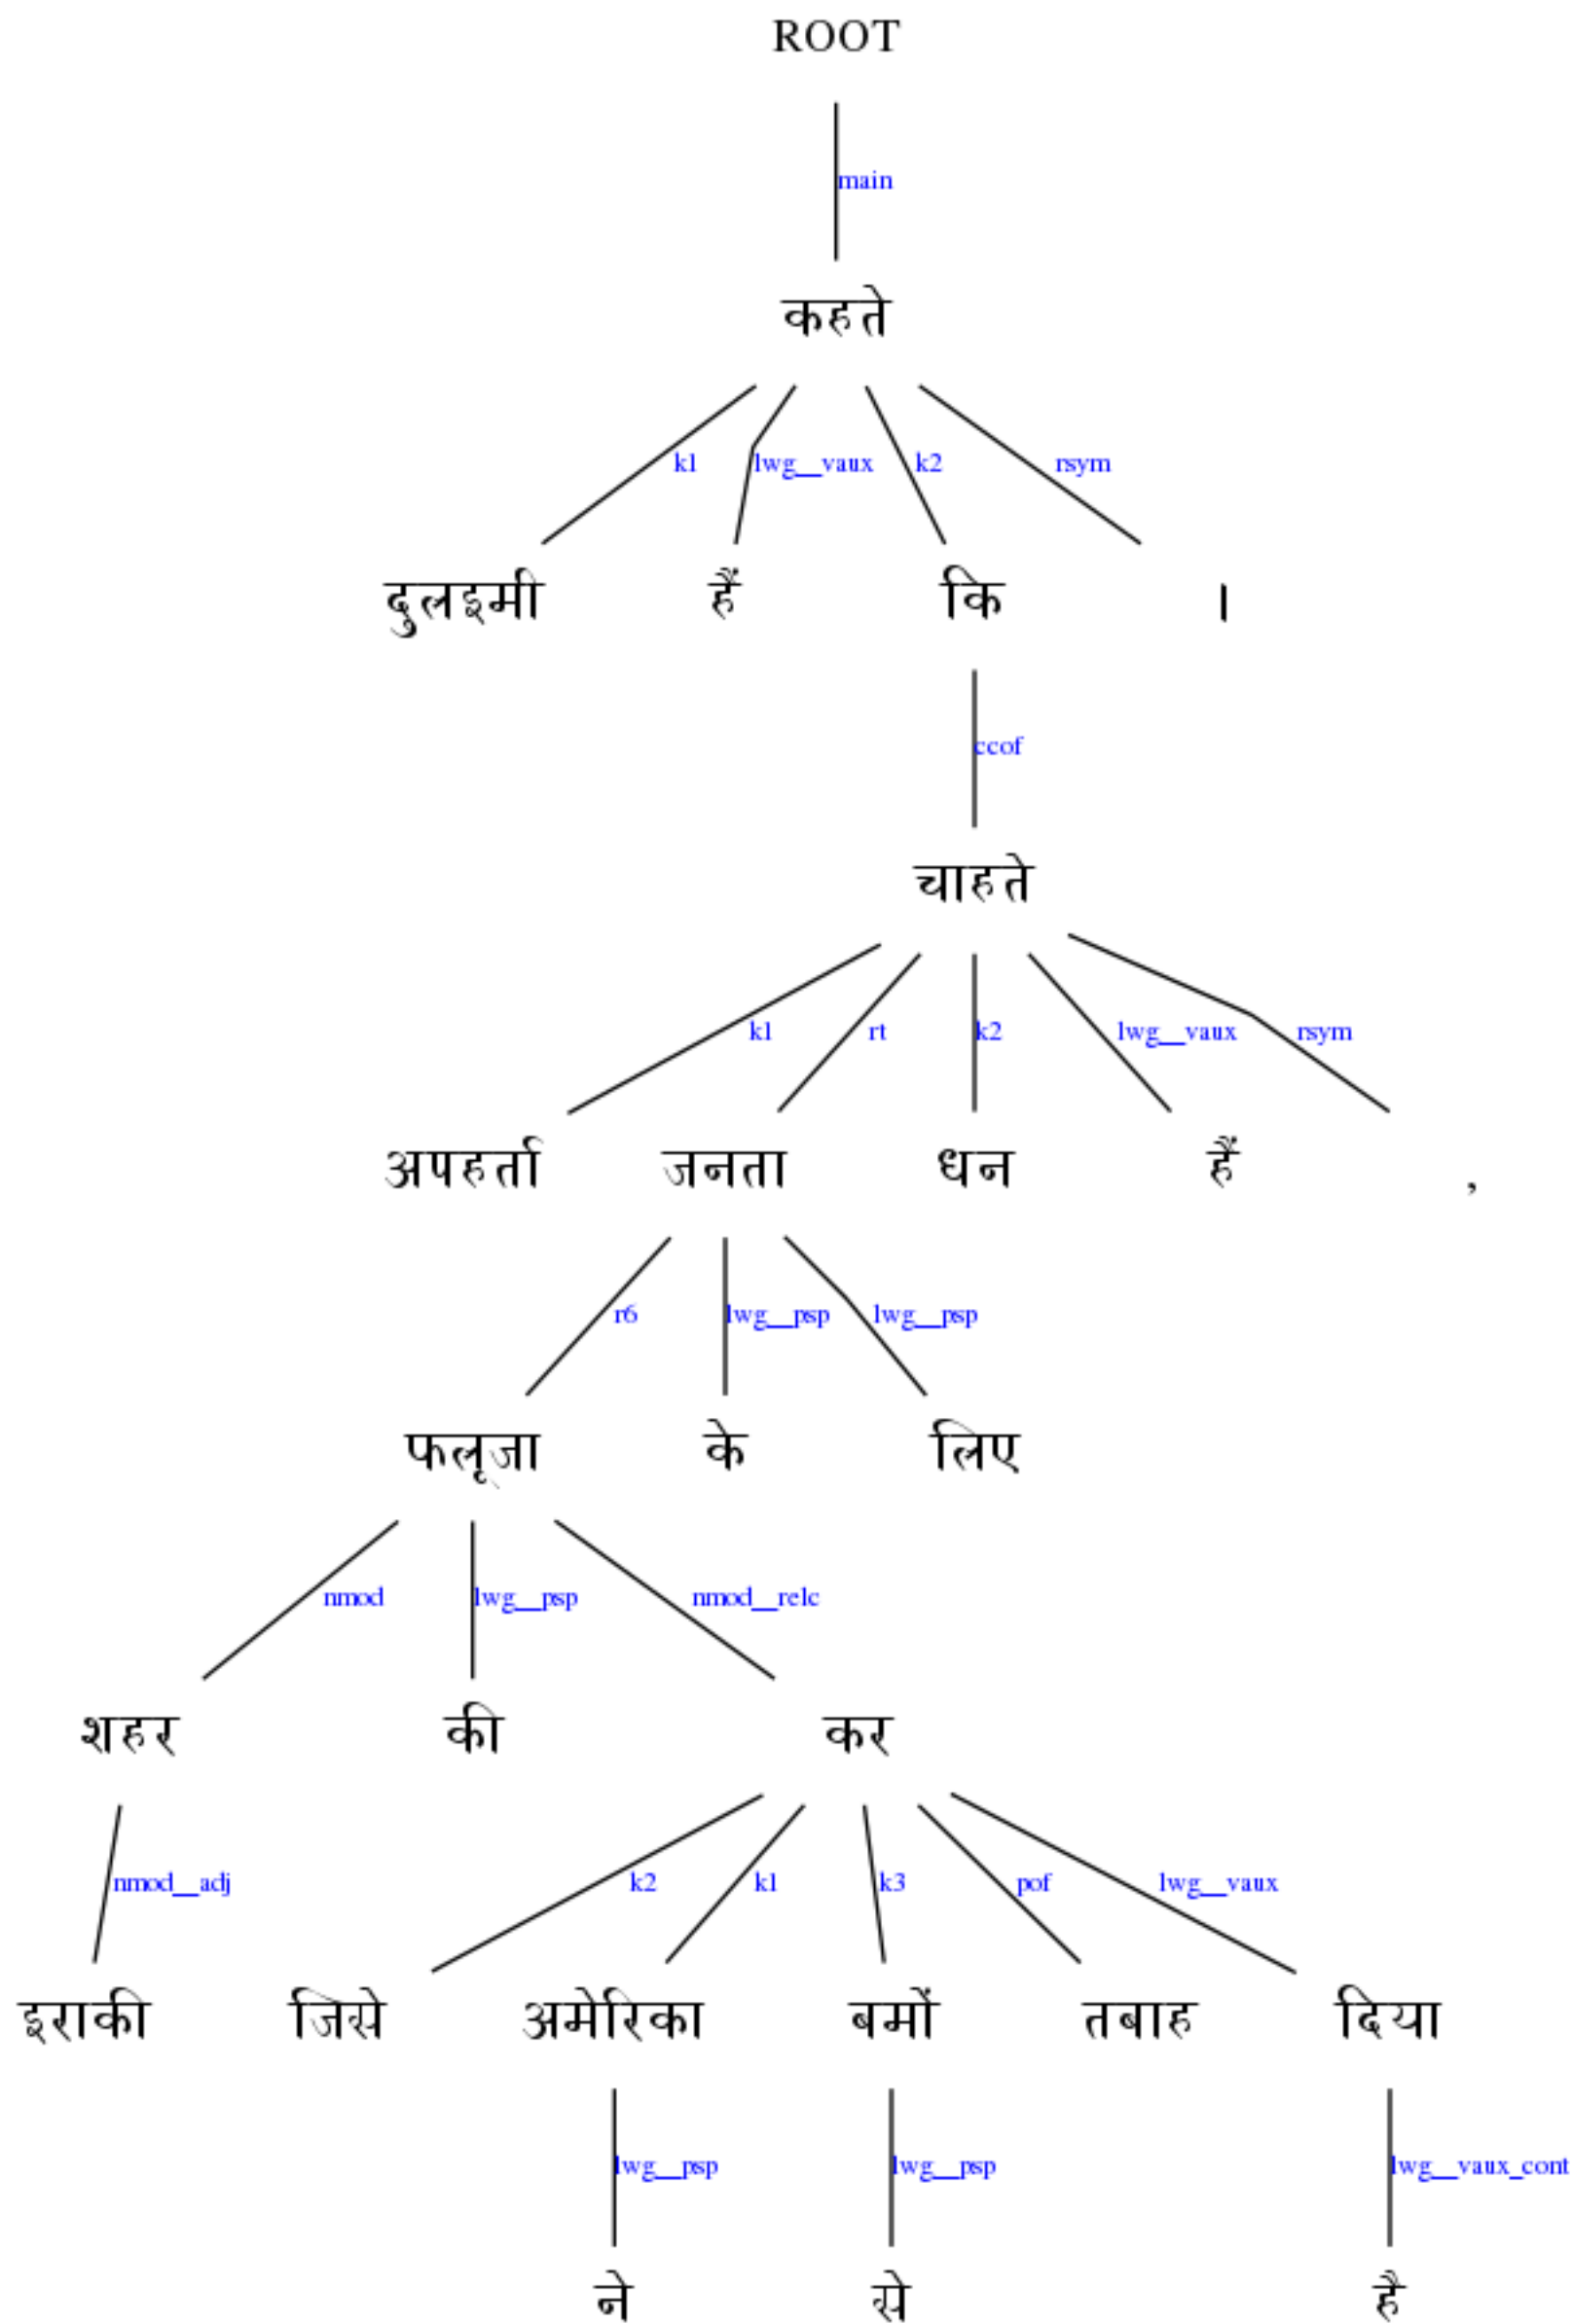 ROOT
main
कहते
k1 lwg__vaux k2 rsym
दुलइमी हैं कि ।
ccof
चाहते
k1 rt k2 lwg__vaux rsym
अपहर्ता जनता धन हैं ,
r6 lwg__psp lwg__psp
फलूजा के लिए
nmod lwg__psp nmod__relc
शहर की कर
nmod__adj k2 k1 k3 pof lwg__vaux
इराकी जिसे अमेरिका बमों तबाह दिया
lwg__psp lwg__psp lwg__vaux_cont
ने से है